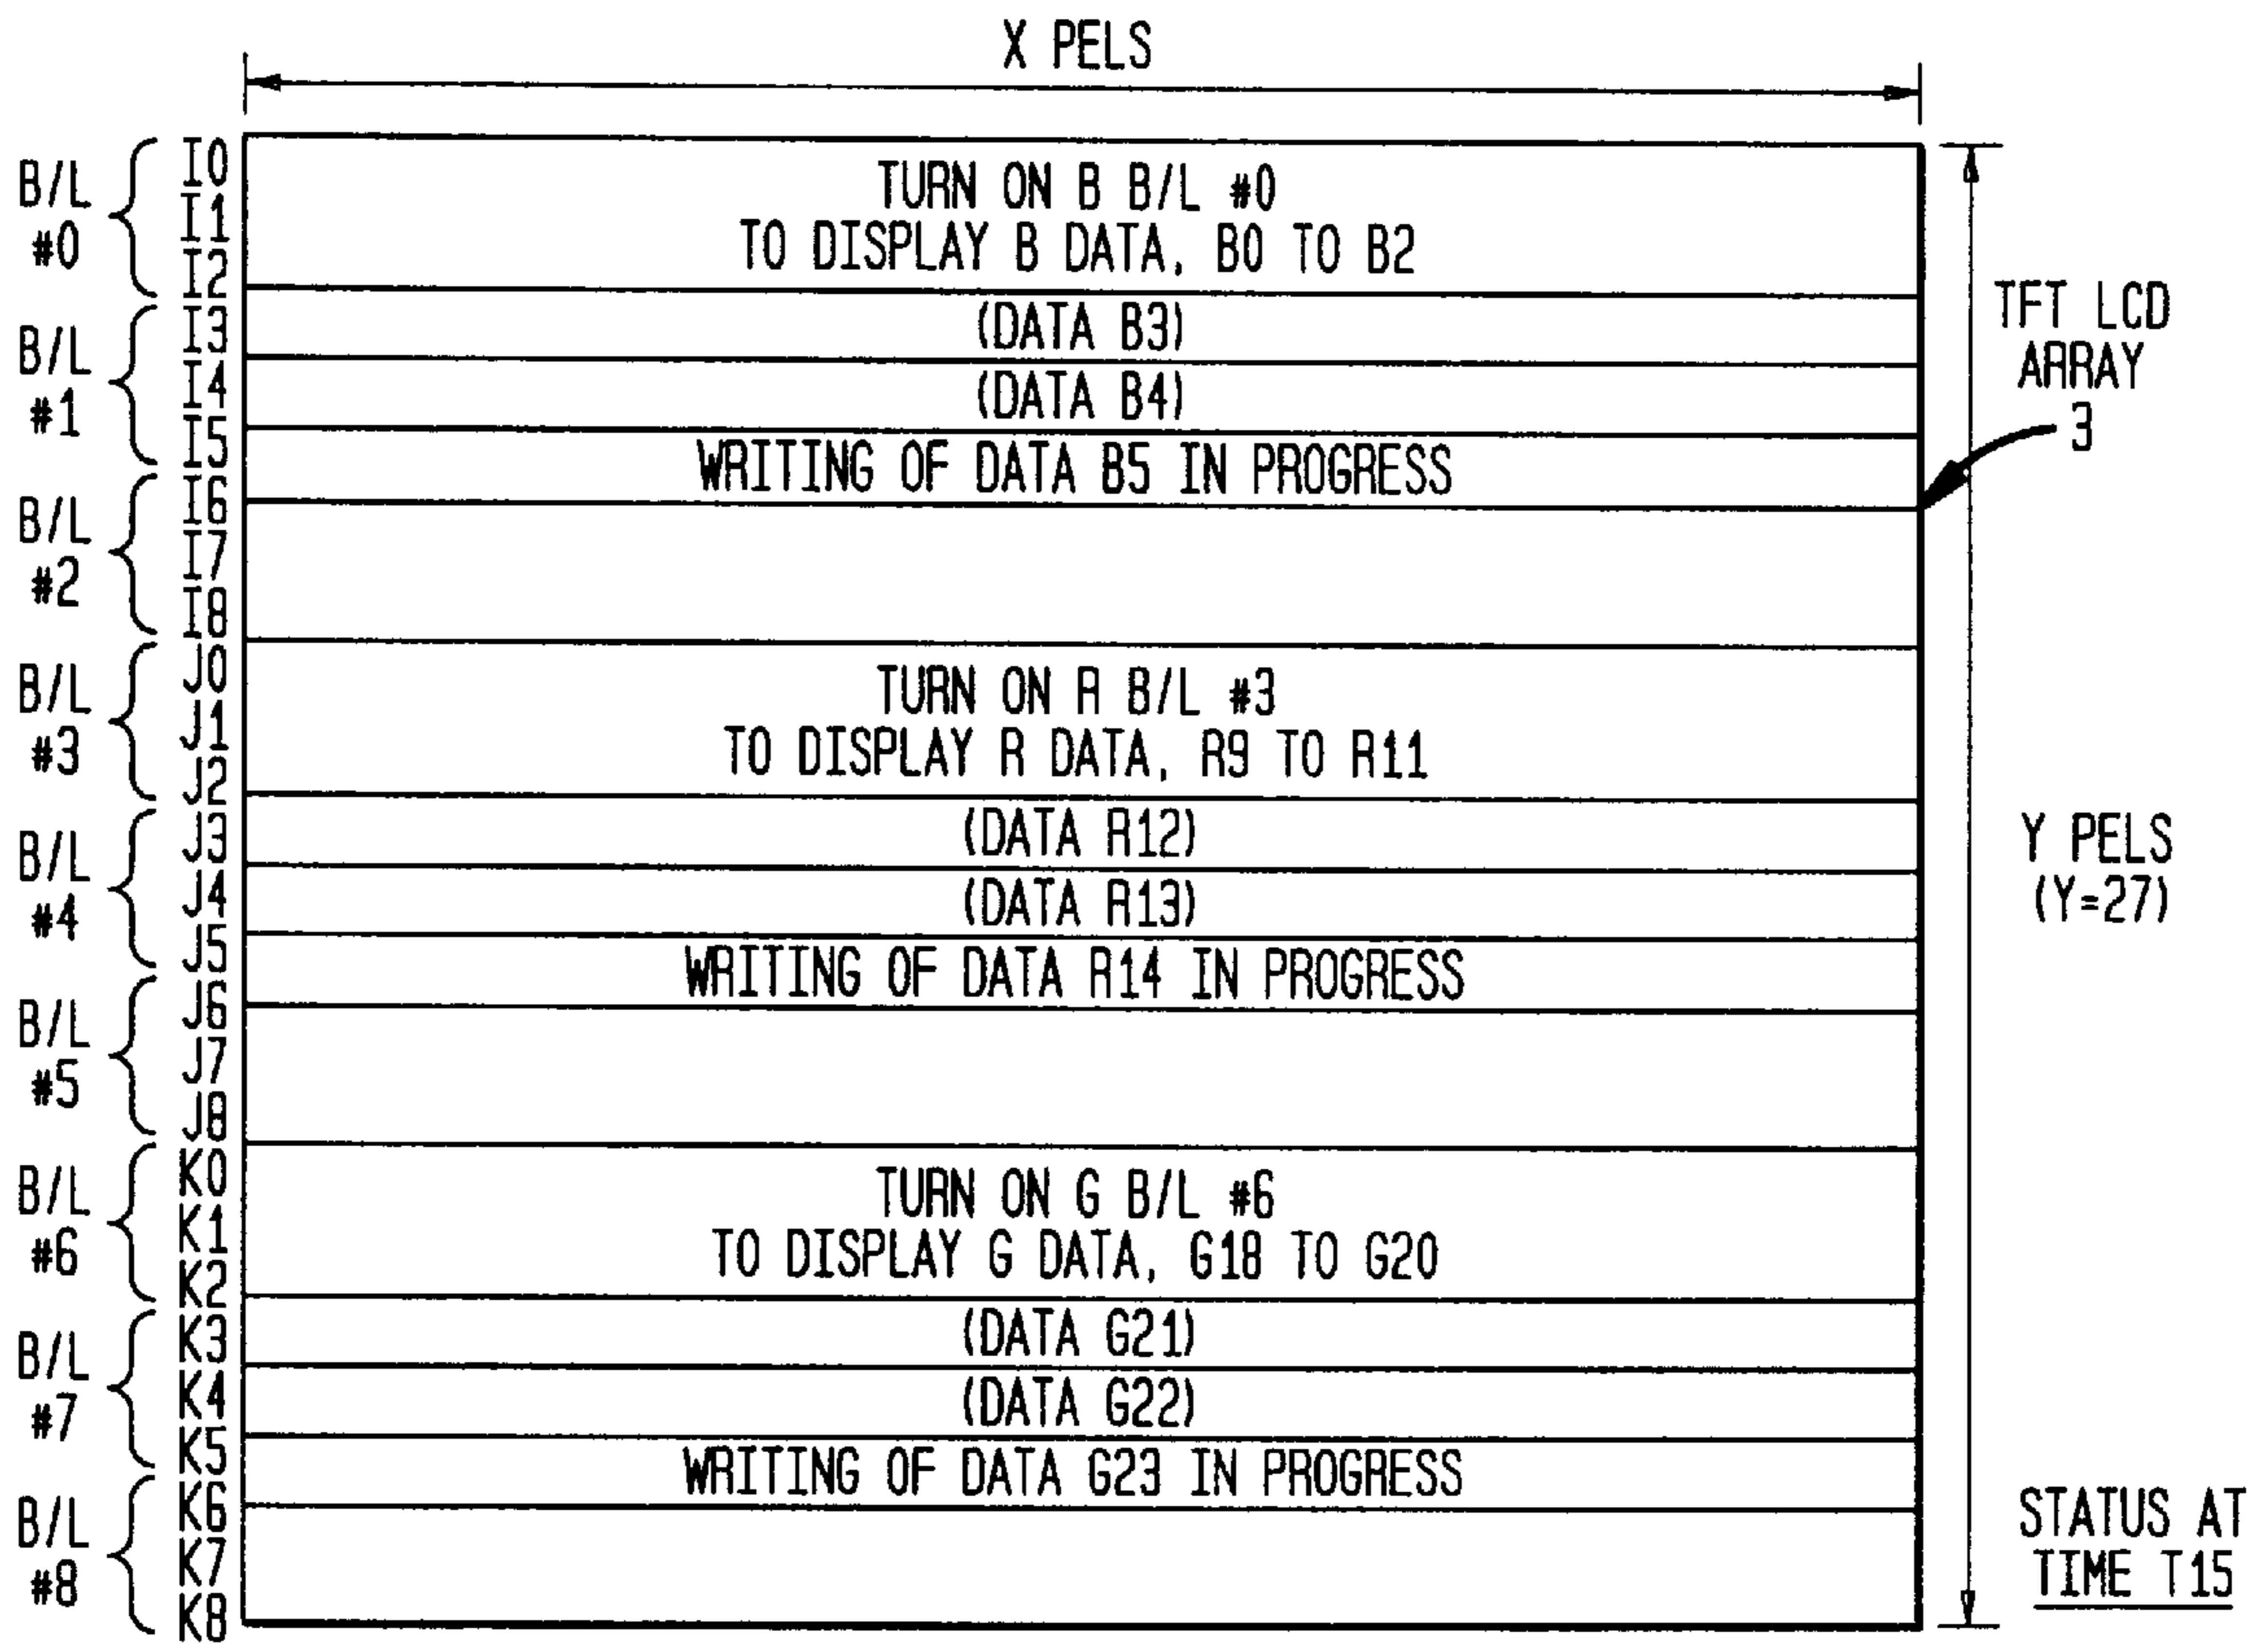 X PELS
B/L
#0
I0
I1
I2
TURN ON B B/L #0
TO DISPLAY B DATA, B0 TO B2
B/L
#1
I3
I4
I5
(DATA B3)
(DATA B4)
WRITING OF DATA B5 IN PROGRESS
TFT LCD
ARRAY
3
B/L
#2
I6
I7
I8
B/L
#3
J0
J1
J2
TURN ON R B/L #3
TO DISPLAY R DATA, R9 TO R11
B/L
#4
J3
J4
J5
(DATA R12)
(DATA R13)
WRITING OF DATA R14 IN PROGRESS
Y PELS
(Y=27)
B/L
#5
J6
J7
J8
B/L
#6
K0
K1
K2
TURN ON G B/L #6
TO DISPLAY G DATA, G18 TO G20
B/L
#7
K3
K4
K5
(DATA G21)
(DATA G22)
WRITING OF DATA G23 IN PROGRESS
B/L
#8
K6
K7
K8
STATUS AT
TIME T15